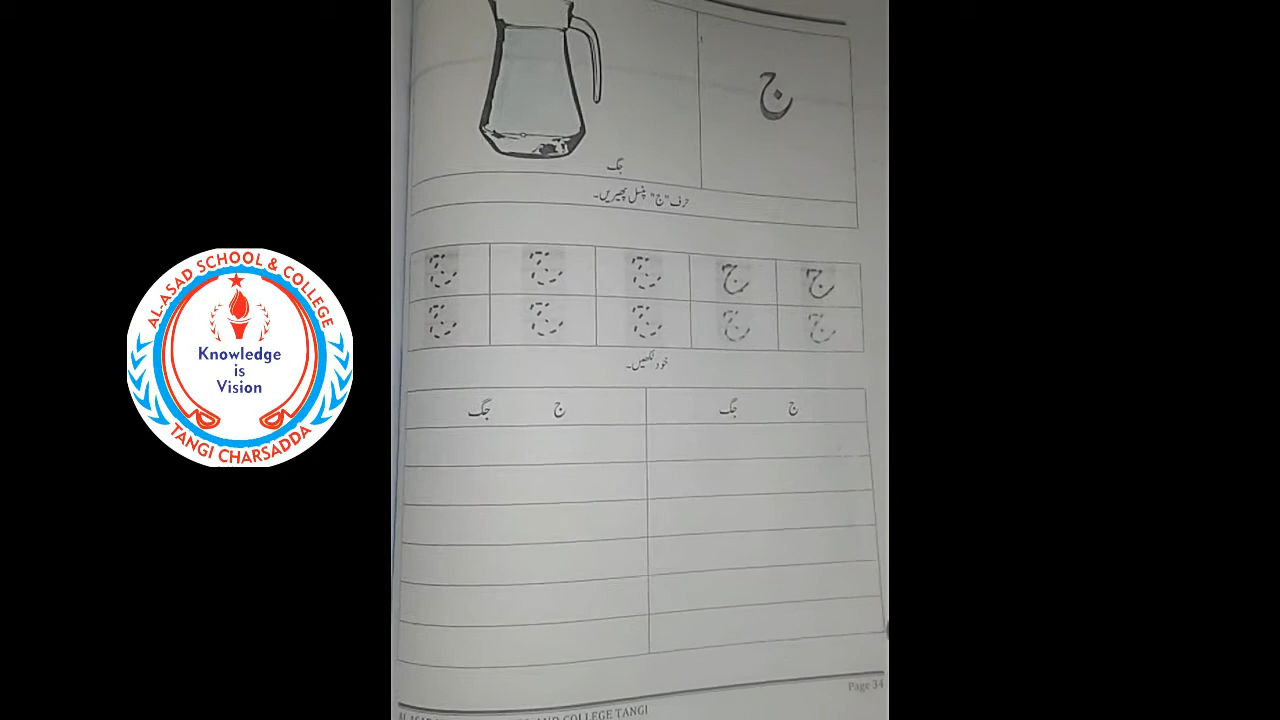 AL-ASAD SCHOOL & COLLEGE
Knowledge
is
Vision
TANGI CHARSADDA
ج
جگ
حرف "ج" پنسل پھیریں۔
ج ج ج ج ج
ج ج ج ج ج
خود لکھیں۔
ج جگ ج جگ
Page 34
AND COLLEGE TANGI